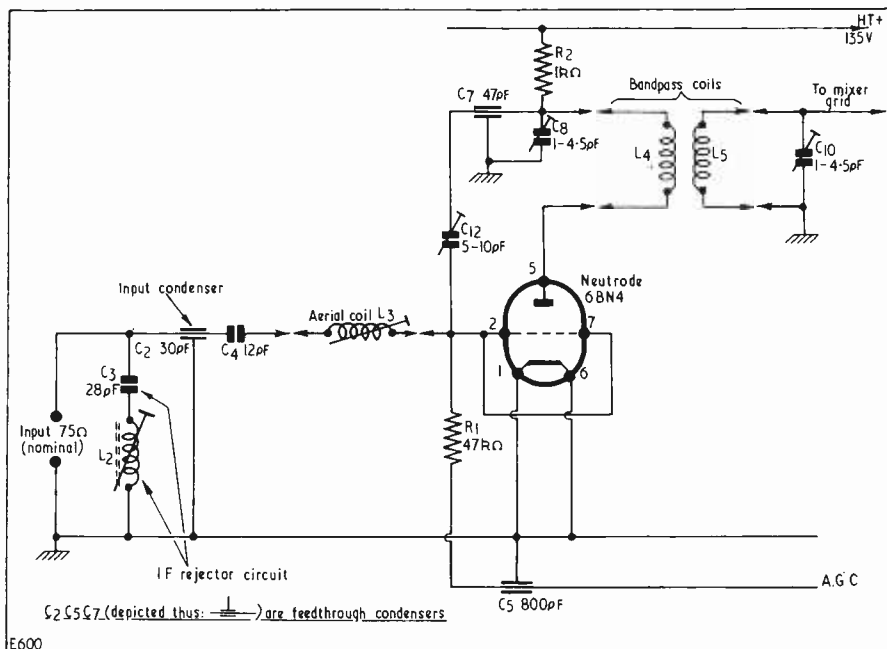 HT+
135V
R2
1kΩ
C7 47pF
Bandpass coils
To mixer
grid
C8
1-4·5pF
L4
L5
C10
1-4·5pF
C12
5-10pF
5
Neutrode
6BN4
Input condenser
Aerial coil L3
2
7
C2 30pF
C4 12pF
C3
28pF
1
6
Input 75Ω
(nominal)
L2
R1
47kΩ
I F rejector circuit
A.G.C
C5 800pF
C2 C5 C7 (depicted thus: ) are feedthrough condensers
E600